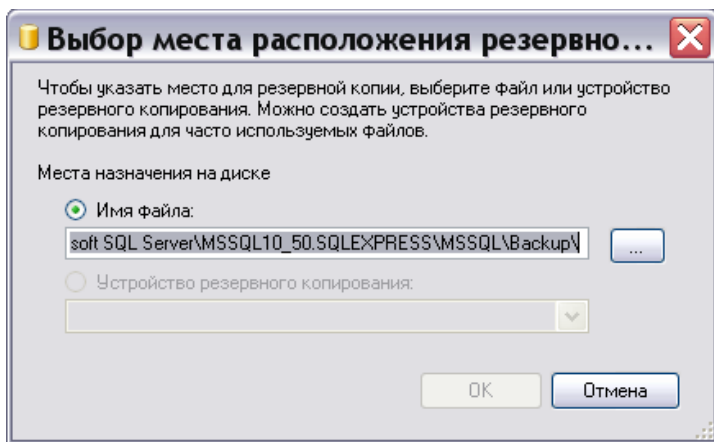 Выбор места расположения резервно...
Чтобы указать место для резервной копии, выберите файл или устройство
резервного копирования. Можно создать устройства резервного
копирования для часто используемых файлов.
Места назначения на диске
Имя файла:
soft SQL Server\MSSQL10_50.SQLEXPRESS\MSSQL\Backup\
...
Устройство резервного копирования:
OK
Отмена